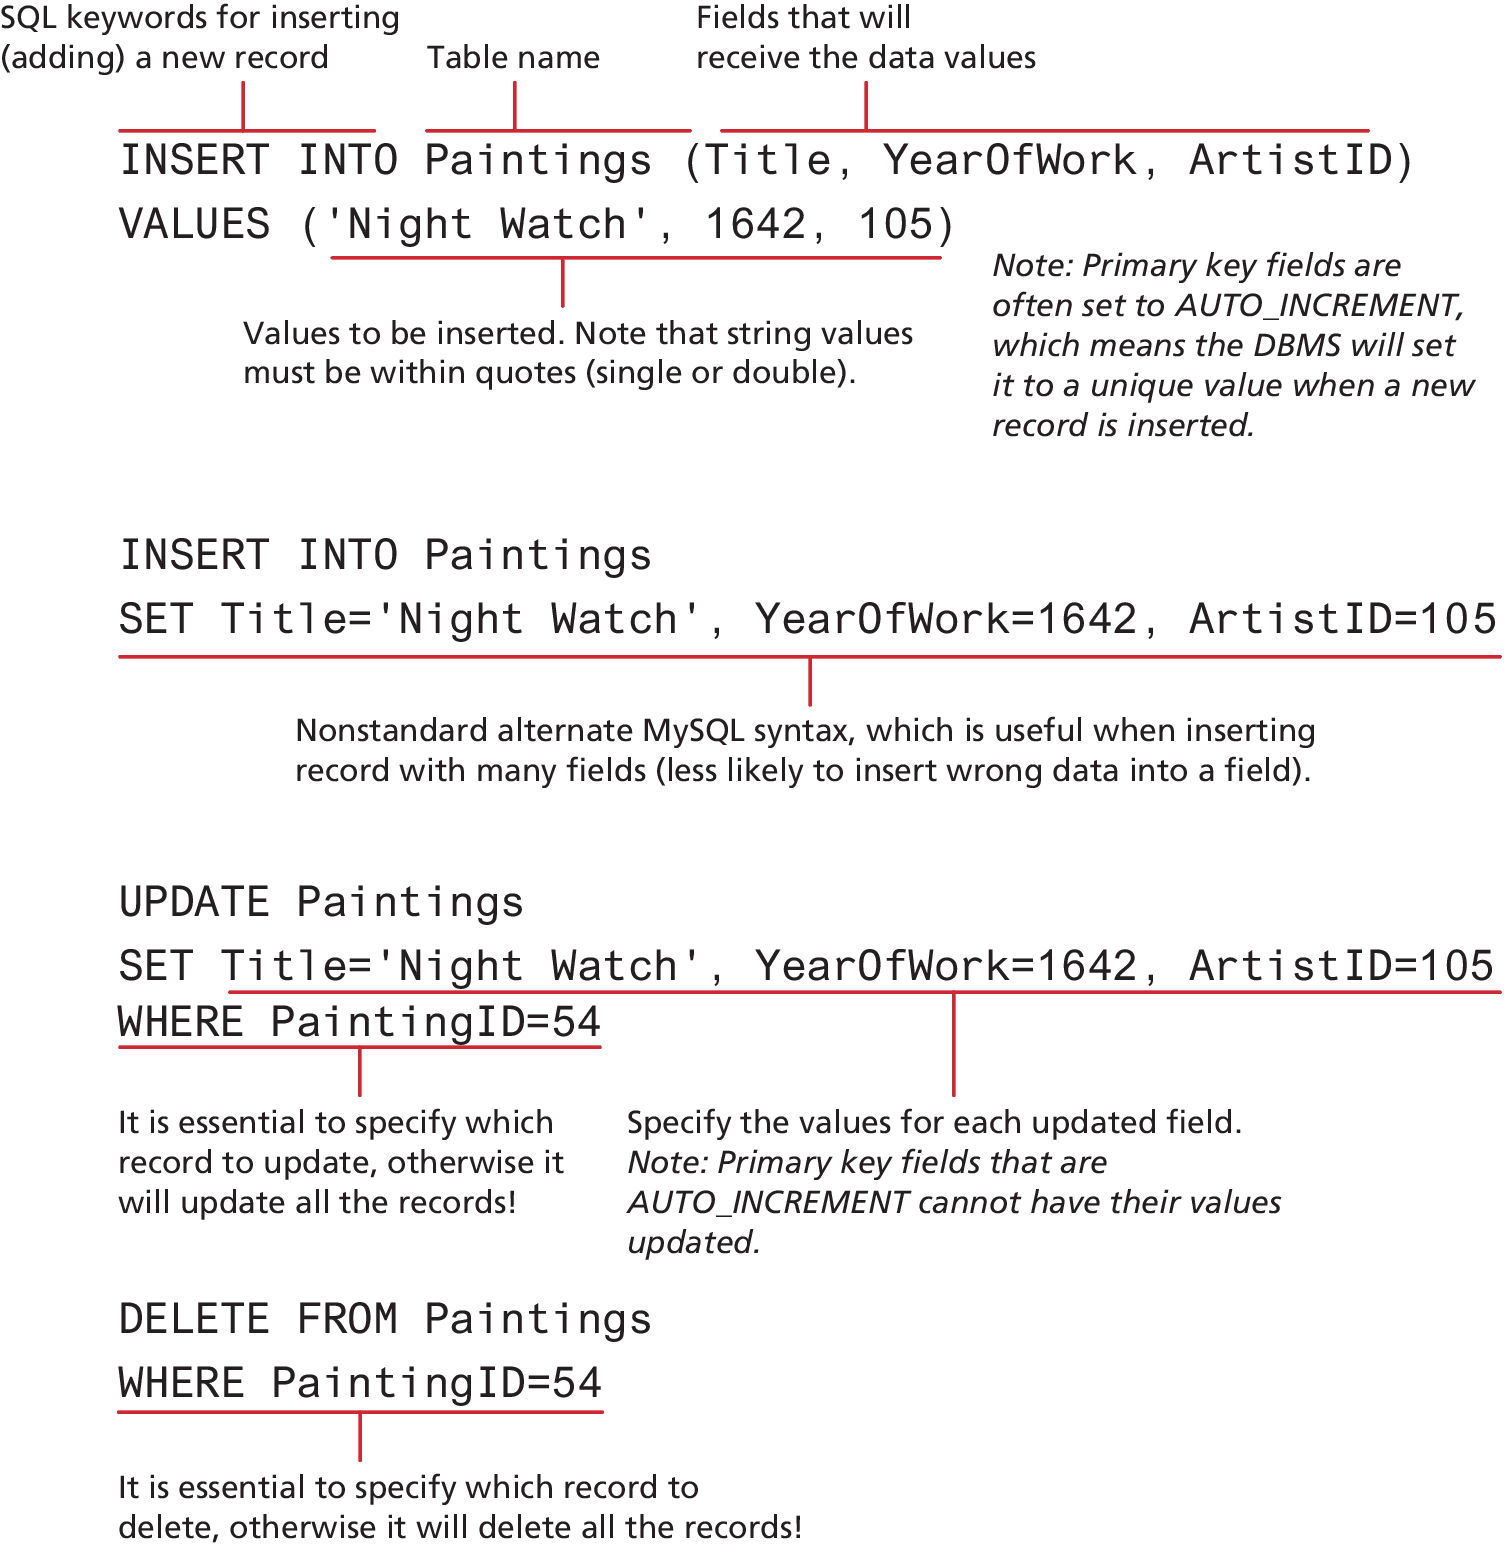 SQL keywords for inserting
(adding) a new record
Table name
Fields that will
receive the data values
INSERT INTO Paintings (Title, YearOfWork, ArtistID)
VALUES ('Night Watch', 1642, 105)
Values to be inserted. Note that string values
must be within quotes (single or double).
Note: Primary key fields are
often set to AUTO_INCREMENT,
which means the DBMS will set
it to a unique value when a new
record is inserted.
INSERT INTO Paintings
SET Title='Night Watch', YearOfWork=1642, ArtistID=105
Nonstandard alternate MySQL syntax, which is useful when inserting
record with many fields (less likely to insert wrong data into a field).
UPDATE Paintings
SET Title='Night Watch', YearOfWork=1642, ArtistID=105
WHERE PaintingID=54
It is essential to specify which
record to update, otherwise it
will update all the records!
Specify the values for each updated field.
Note: Primary key fields that are
AUTO_INCREMENT cannot have their values
updated.
DELETE FROM Paintings
WHERE PaintingID=54
It is essential to specify which record to
delete, otherwise it will delete all the records!